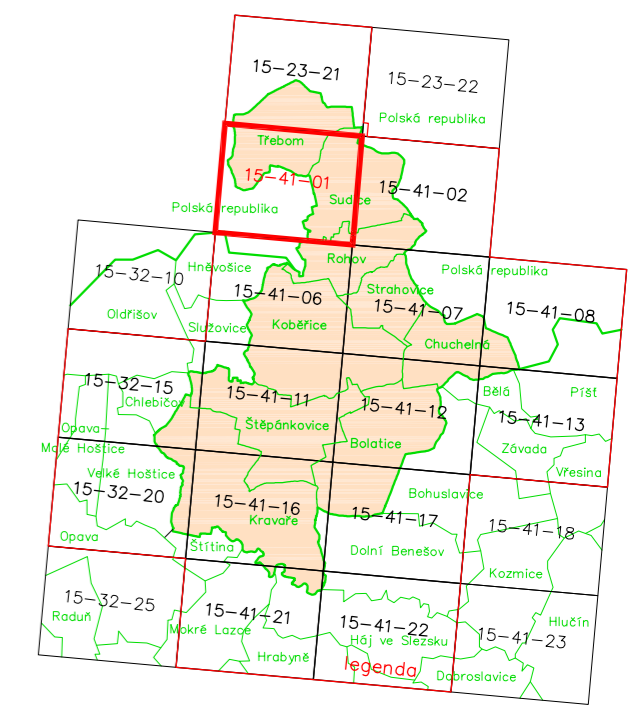 15-23-21
15-23-22
Polská republika
Třebom
15-41-01
15-41-02
Sudice
Polská republika
Rohov
Hněvošice
Polská republika
15-32-10
15-41-06
Strahovice
15-41-07
15-41-08
Oldřišov
Služovice
Kobeřice
Chuchelná
15-32-15
15-41-11
15-41-12
Bělá
Píšť
Chlebičov
15-41-13
Opava-
Malé Hoštice
Štěpánkovice
Bolatice
Závada
Velké Hoštice
Vřesina
15-32-20
15-41-16
Bohuslavice
Kravaře
15-41-17
15-41-18
Opava
Štítina
Dolní Benešov
Kozmice
15-32-25
15-41-21
15-41-22
15-41-23
Raduň
Mokré Lazce
Háj ve Slezsku
Hlučín
Hrabyně
legenda
Dobroslavice